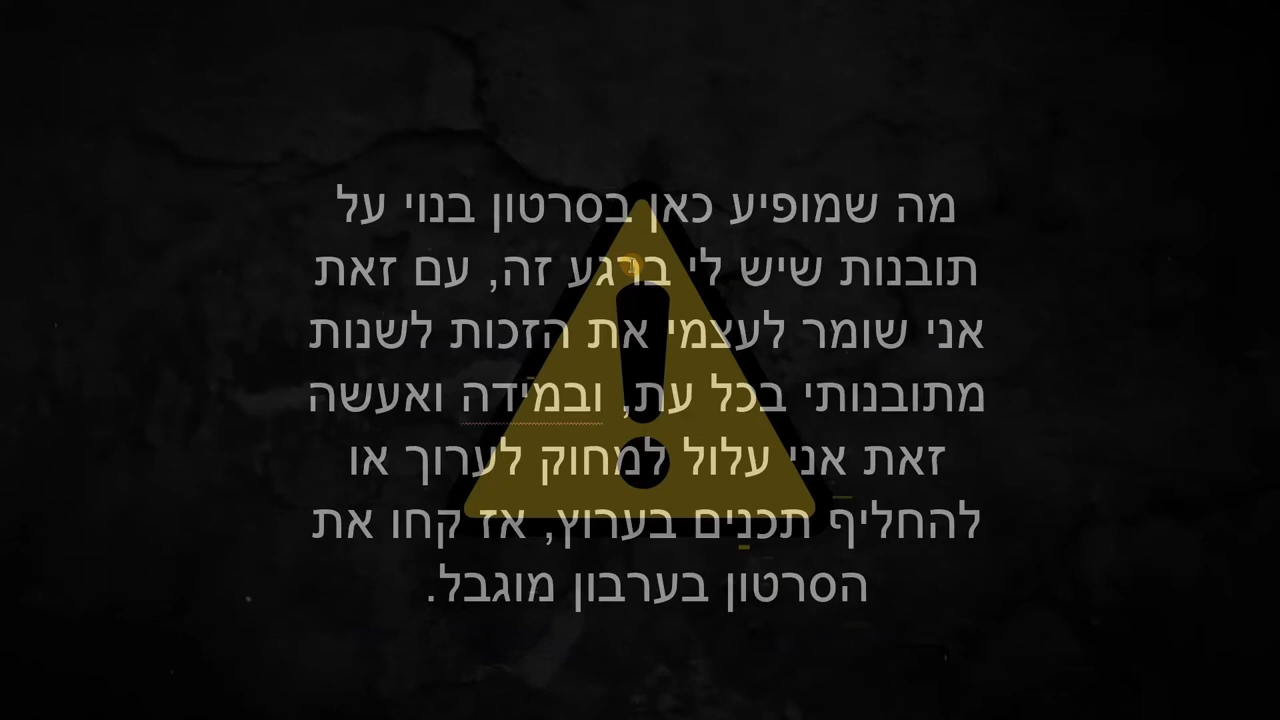 מה שמופיע כאן בסרטון בנוי על
תובנות שיש לי ברגע זה, עם זאת
אני שומר לעצמי את הזכות לשנות
מתובנותי בכל עת, ובמידה ואעשה
זאת אני עלול למחוק לערוך או
להחליף תכנים בערוץ, אז קחו את
הסרטון בערבון מוגבל.